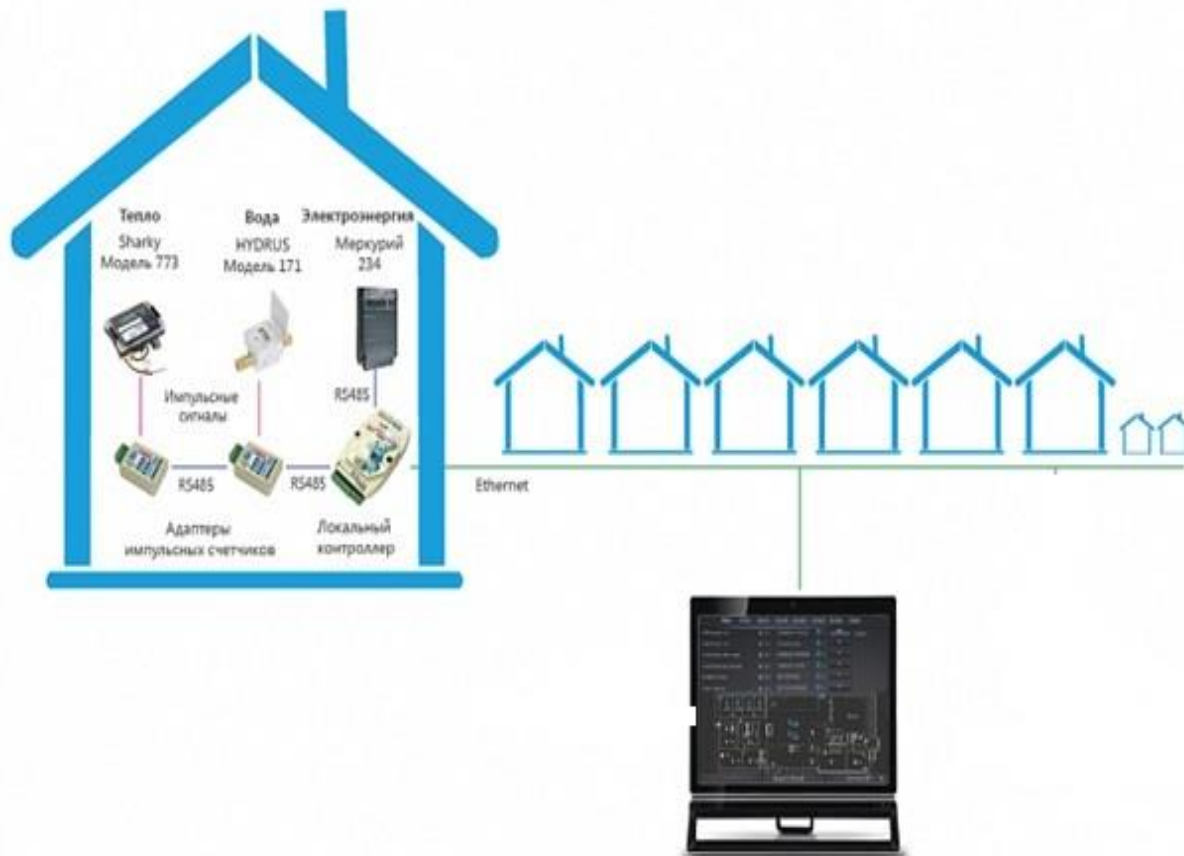 Тепло
Sharky
Модель 773
Вода
HYDRUS
Модель 171
Электроэнергия
Меркурий
234
Импульсные
сигналы
RS485
RS485
RS485
Ethernet
Адаптеры
импульсных счетчиков
Локальный
контроллер